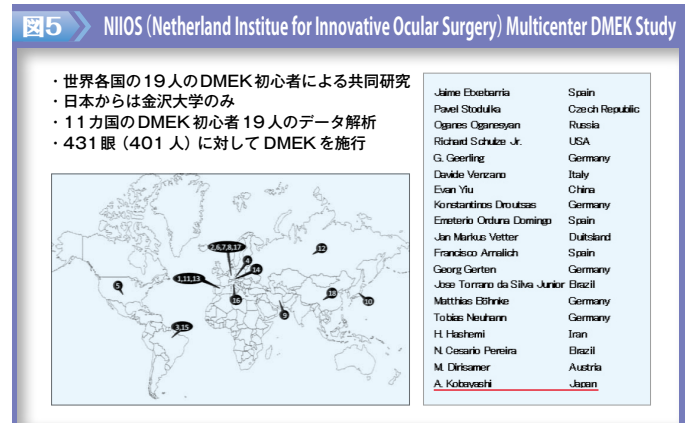 図5 NIIOS (Netherland Institue for Innovative Ocular Surgery) Multicenter DMEK Study
・世界各国の19人のDMEK初心者による共同研究
・日本からは金沢大学のみ
・11カ国のDMEK初心者19人のデータ解析
・431眼（401人）に対してDMEKを施行
2,6,7,8,17
12
4
14
1,11,13
5
16
18
10
9
3,15
Jaime Etxebarria Spain
Pavel Stodulka Czech Republic
Oganes Oganesyan Russia
Richard Schulze Jr. USA
G. Geerling Germany
Davide Venzano Italy
Evan Yiu China
Konstantinos Droutsas Germany
Emeterio Orduna Domingo Spain
Jan Markus Vetter Duitsland
Francisco Arnalich Spain
Georg Gerten Germany
Jose Torrano da Silva Junior Brazil
Matthias Böhnke Germany
Tobias Neuhann Germany
H. Hashemi Iran
N. Cesario Pereira Brazil
M. Dirisamer Austria
A. Kobayashi Japan